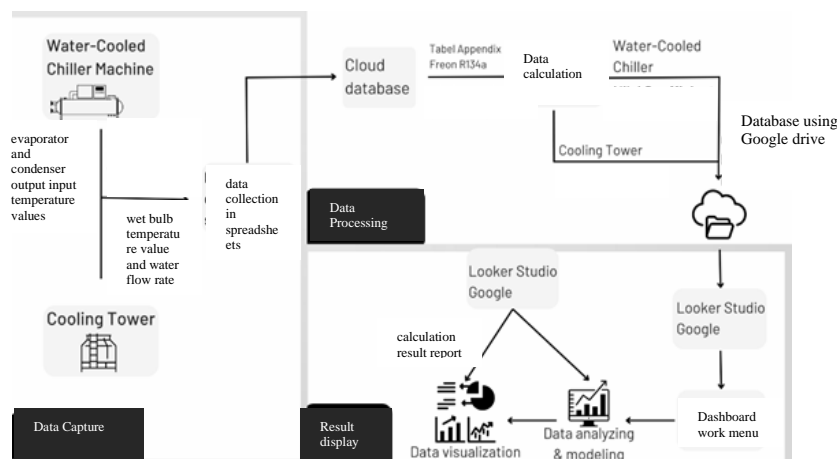 Water-Cooled
Chiller Machine
evaporator
and
condenser
output input
temperature
values
wet bulb
temperatu
re value
and water
flow rate
data
collection
in
spreadshe
ets
Cooling Tower
Data Capture
Cloud
database
Tabel Appendix
Freon R134a
Data
calculation
Water-Cooled
Chiller
Cooling Tower
Database using
Google drive
Data
Processing
Looker Studio
Google
Looker Studio
Google
calculation
result report
Dashboard
work menu
Data analyzing
& modeling
Data visualization
Result
display